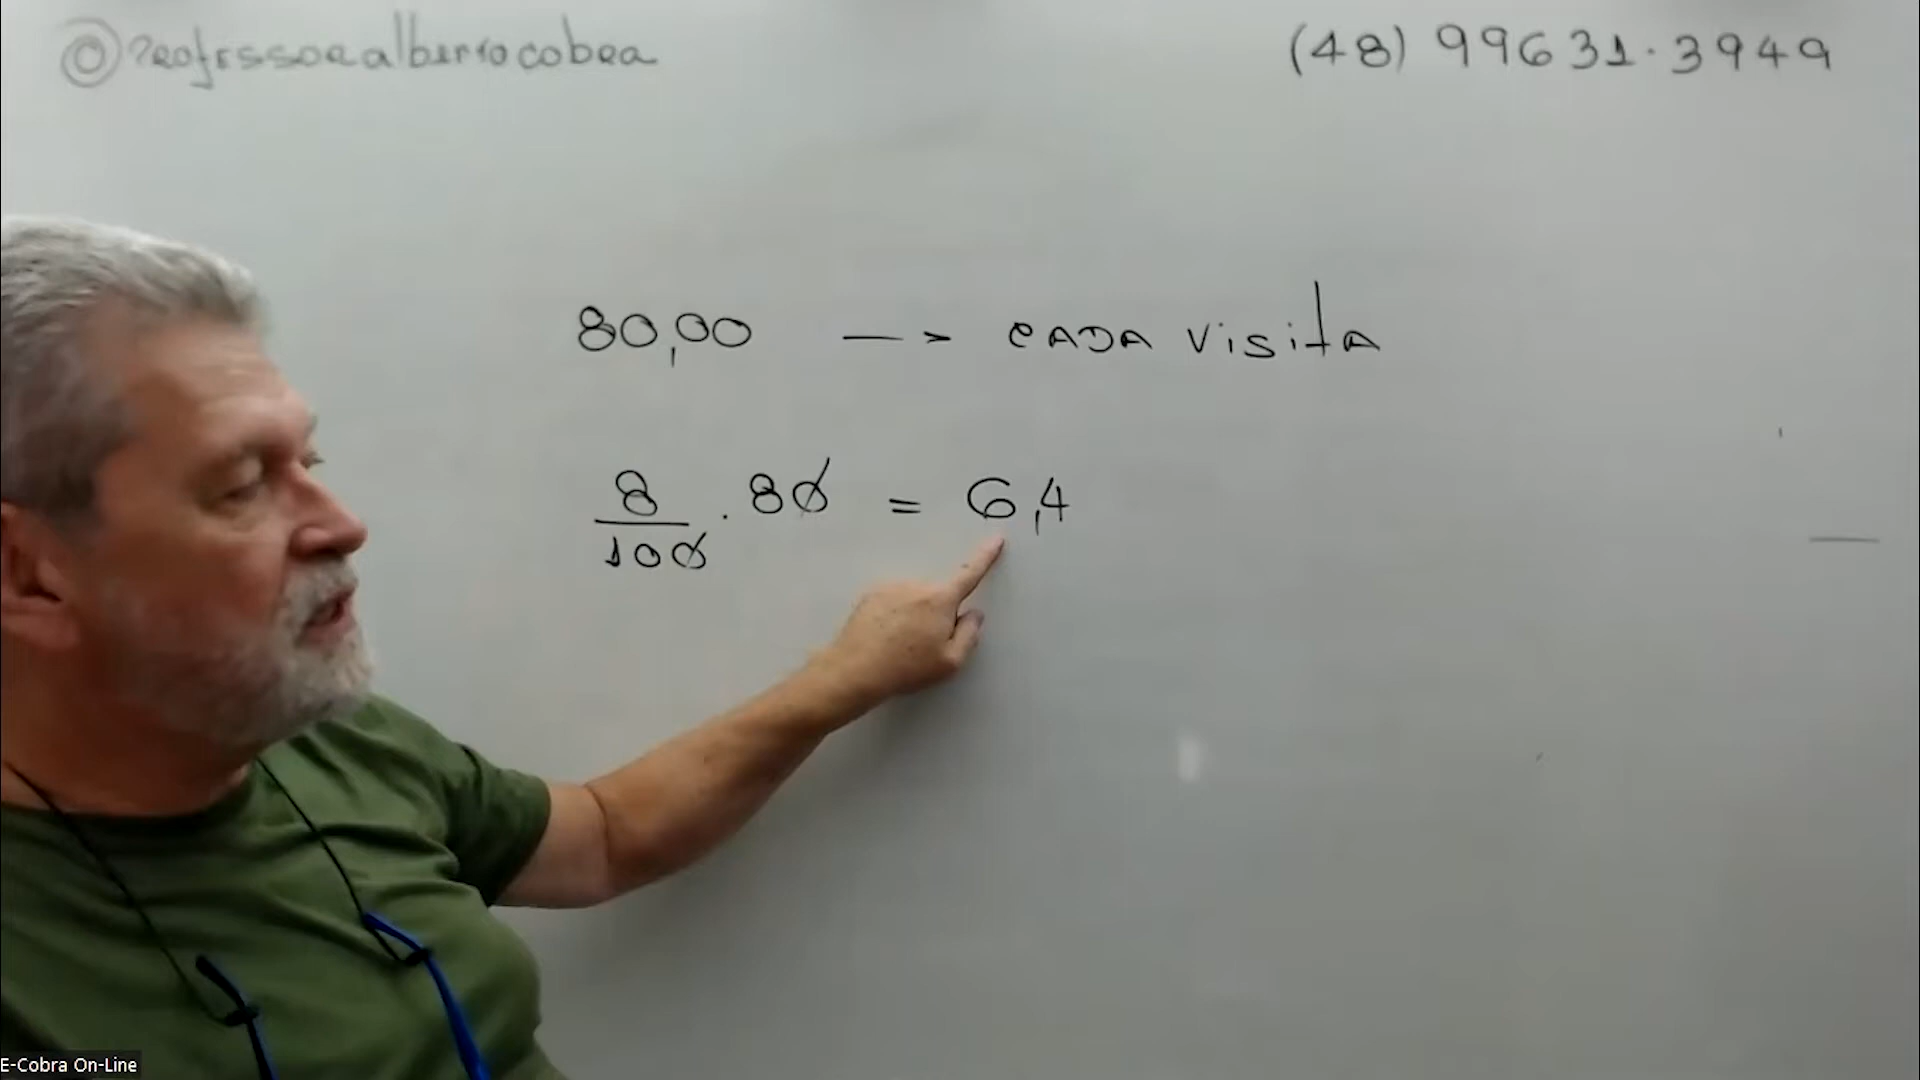 @Professoralbertocobra
(48) 99631.3949
80,00 —> CADA VisitA
8/100 . 80 = 6,4
E-Cobra On-Line